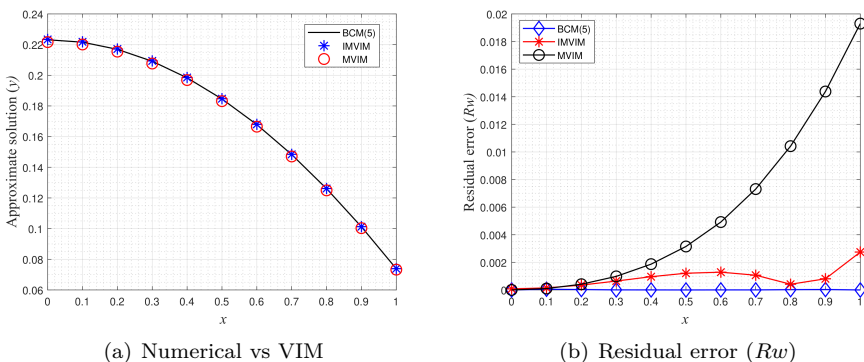 0.24
0.22
0.2
0.18
0.16
0.14
0.12
0.1
0.08
0.06
Approximate solution (y)
BCM(5)
IMVIM
MVIM
0 0.1 0.2 0.3 0.4 0.5 0.6 0.7 0.8 0.9 1
x
(a) Numerical vs VIM
0.02
0.018
0.016
0.014
0.012
0.01
0.008
0.006
0.004
0.002
0
Residual error (Rw)
BCM(5)
IMVIM
MVIM
0 0.1 0.2 0.3 0.4 0.5 0.6 0.7 0.8 0.9 1
x
(b) Residual error (Rw)